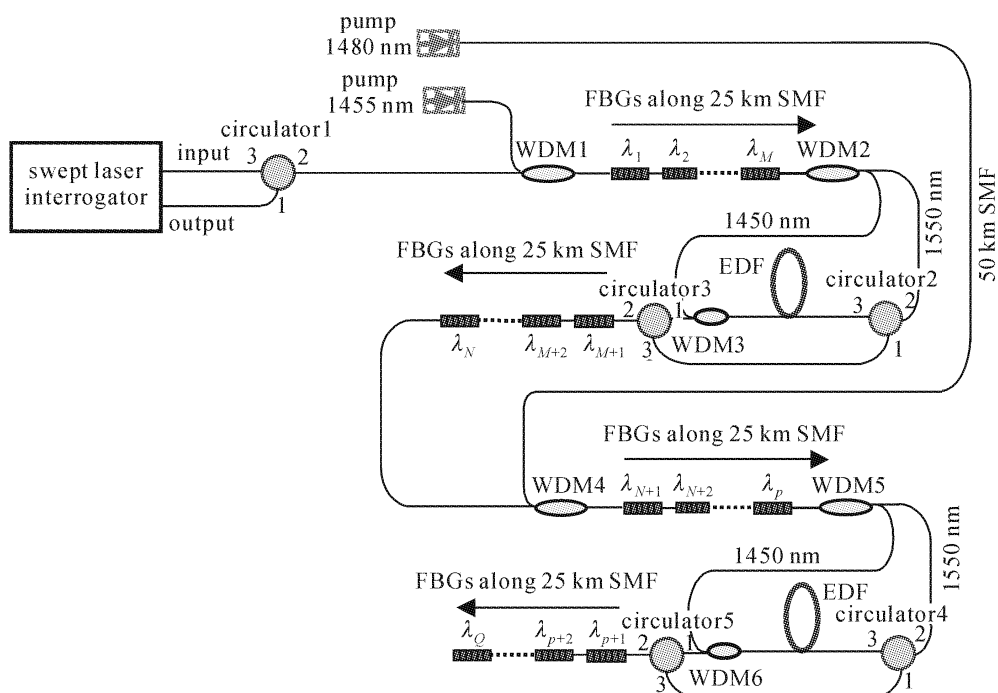 pump
1480 nm
pump
1455 nm
FBGs along 25 km SMF
circulator1
input
3
2
1
output
swept laser
interrogator
WDM1
λ1
λ2
λM
WDM2
1450 nm
1550 nm
50 km SMF
FBGs along 25 km SMF
EDF
circulator2
circulator3
2
1
3
WDM3
3
2
1
λN
λM+2
λM+1
FBGs along 25 km SMF
WDM4
λN+1
λN+2
λp
WDM5
1450 nm
1550 nm
FBGs along 25 km SMF
EDF
circulator4
circulator5
λQ
λp+2
λp+1
2
1
3
WDM6
3
2
1